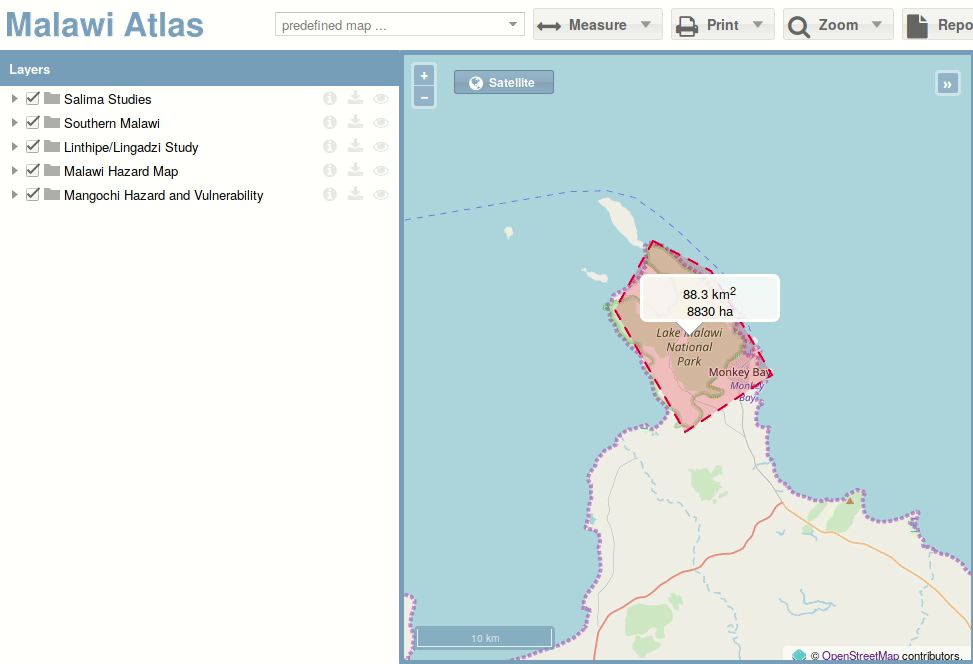 Malawi Atlas
predefined map ...
Measure
Print
Zoom
Repo
Layers
Salima Studies
Southern Malawi
Linthipe/Lingadzi Study
Malawi Hazard Map
Mangochi Hazard and Vulnerability
+
−
Satellite
»
88.3 km2
8830 ha
Lake Malawi
National
Park
Monkey Bay
Monkey
Bay
10 km
© OpenStreetMap contributors.